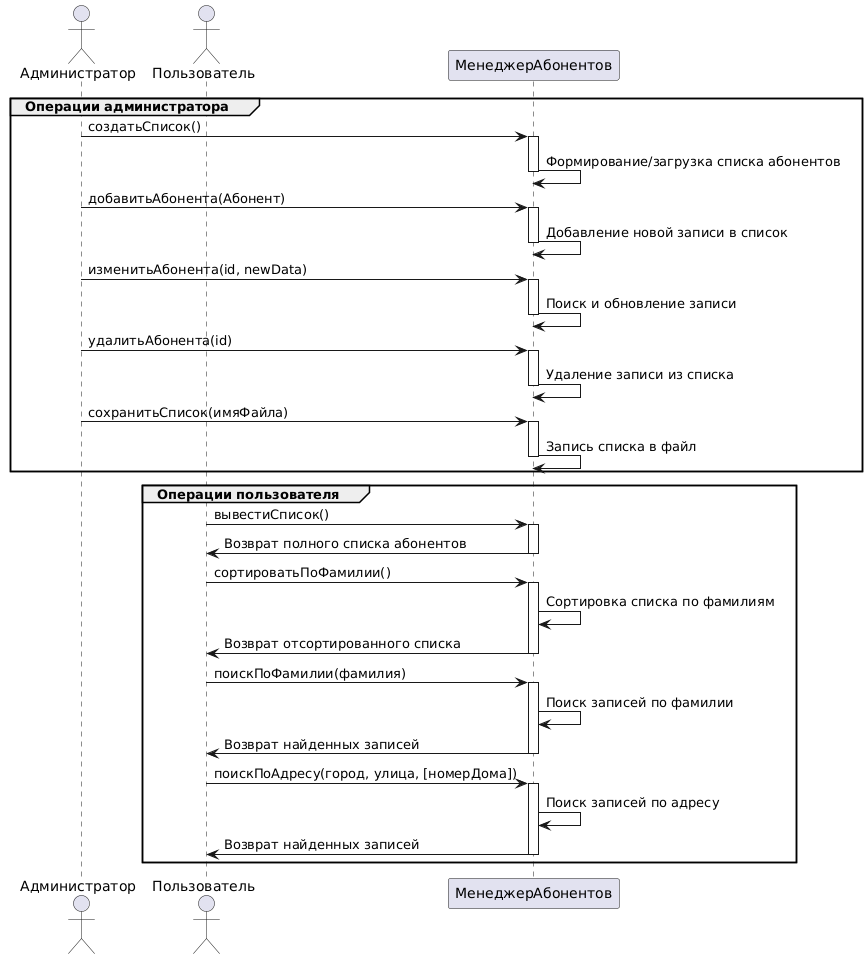 Администратор
Пользователь
МенеджерАбонентов
Операции администратора
создатьСписок()
Формирование/загрузка списка абонентов
добавитьАбонента(Абонент)
Добавление новой записи в список
изменитьАбонента(id, newData)
Поиск и обновление записи
удалитьАбонента(id)
Удаление записи из списка
сохранитьСписок(имяФайла)
Запись списка в файл
Операции пользователя
вывестиСписок()
Возврат полного списка абонентов
сортироватьПоФамилии()
Сортировка списка по фамилиям
Возврат отсортированного списка
поискПоФамилии(фамилия)
Поиск записей по фамилии
Возврат найденных записей
поискПоАдресу(город, улица, [номерДома])
Поиск записей по адресу
Возврат найденных записей
Администратор
Пользователь
МенеджерАбонентов